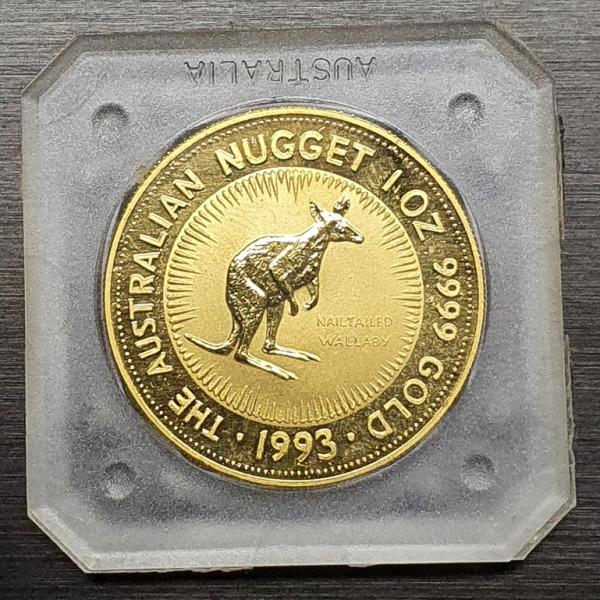 AUSTRALIA
THE AUSTRALIAN NUGGET 1 OZ 9999 GOLD
NAILTAILED
WALLABY
· 1993 ·